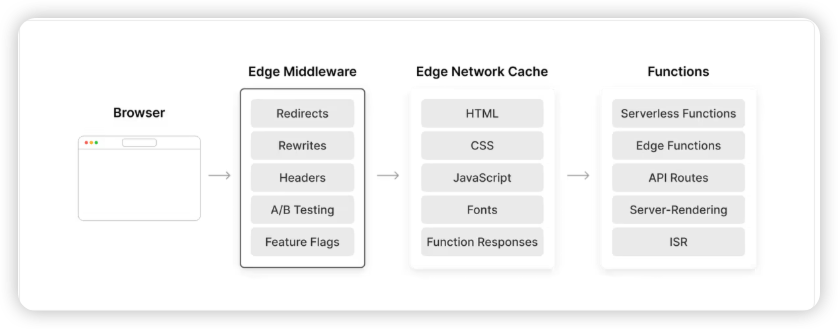 Browser
Edge Middleware
Redirects
Rewrites
Headers
A/B Testing
Feature Flags
Edge Network Cache
HTML
CSS
JavaScript
Fonts
Function Responses
Functions
Serverless Functions
Edge Functions
API Routes
Server-Rendering
ISR